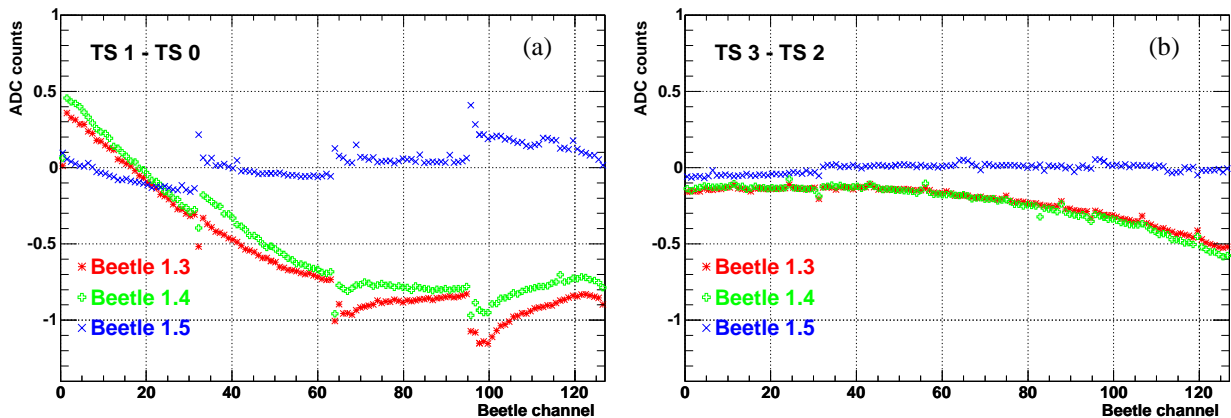 ADC counts
1
0.5
0
-0.5
-1
TS 1 - TS 0
(a)
Beetle 1.3
Beetle 1.4
Beetle 1.5
0 20 40 60 80 100 120
Beetle channel
ADC counts
1
0.5
0
-0.5
-1
TS 3 - TS 2
(b)
Beetle 1.3
Beetle 1.4
Beetle 1.5
0 20 40 60 80 100 120
Beetle channel